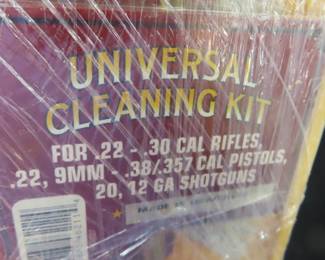 UNIVERSAL
CLEANING KIT
FOR .22 - .30 CAL RIFLES,
.22, 9MM - .38/.357 CAL PISTOLS,
20, 12 GA SHOTGUNS